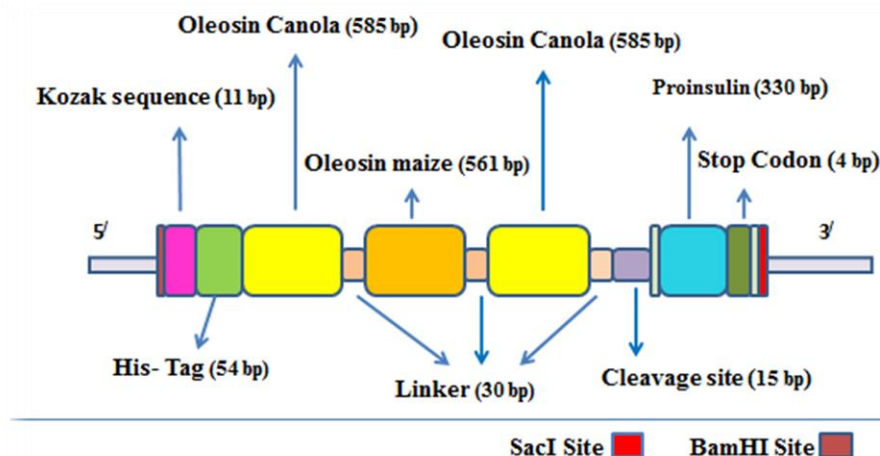 Oleosin Canola (585 bp)
Oleosin Canola (585 bp)
Kozak sequence (11 bp)
Proinsulin (330 bp)
Oleosin maize (561 bp)
Stop Codon (4 bp)
5/
3/
His- Tag (54 bp)
Linker (30 bp)
Cleavage site (15 bp)
SacI Site
BamHI Site